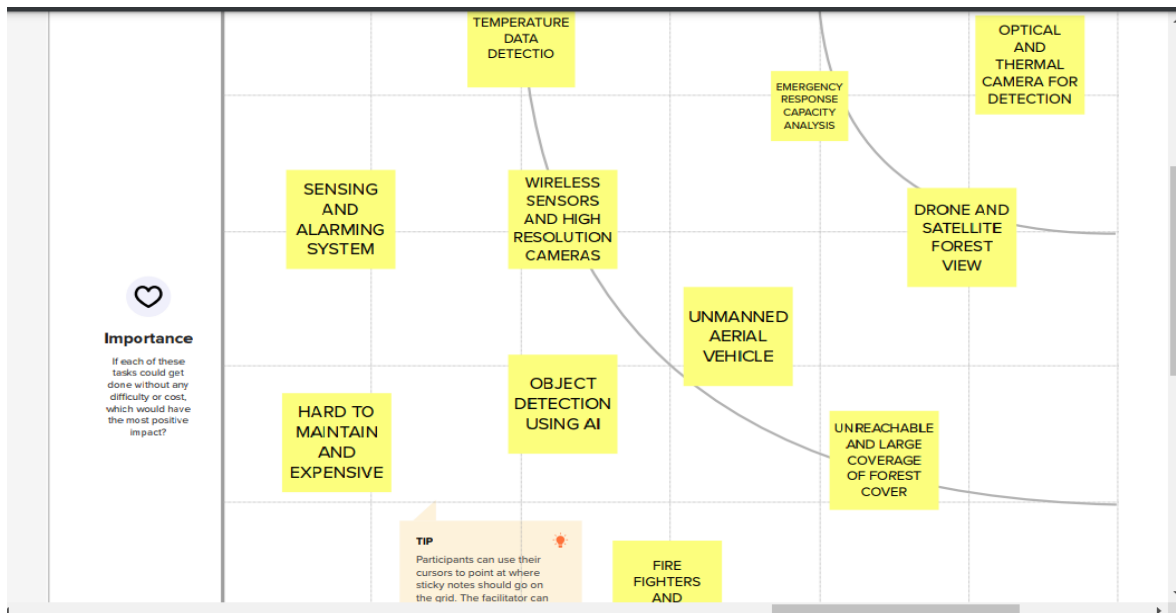 TEMPERATURE
DATA
DETECTIO
OPTICAL
AND
THERMAL
CAMERA FOR
DETECTION
EMERGENCY
RESPONSE
CAPACITY
ANALYSIS
SENSING
AND
ALARMING
SYSTEM
WIRELESS
SENSORS
AND HIGH
RESOLUTION
CAMERAS
DRONE AND
SATELLITE
FOREST
VIEW
Importance
If each of these
tasks could get
done without any
difficulty or cost,
which would have
the most positive
impact?
UNMANNED
AERIAL
VEHICLE
OBJECT
DETECTION
USING AI
HARD TO
MAINTAIN
AND
EXPENSIVE
UNREACHABLE
AND LARGE
COVERAGE
OF FOREST
COVER
TIP
Participants can use their
cursors to point at where
sticky notes should go on
the grid. The facilitator can
FIRE
FIGHTERS
AND